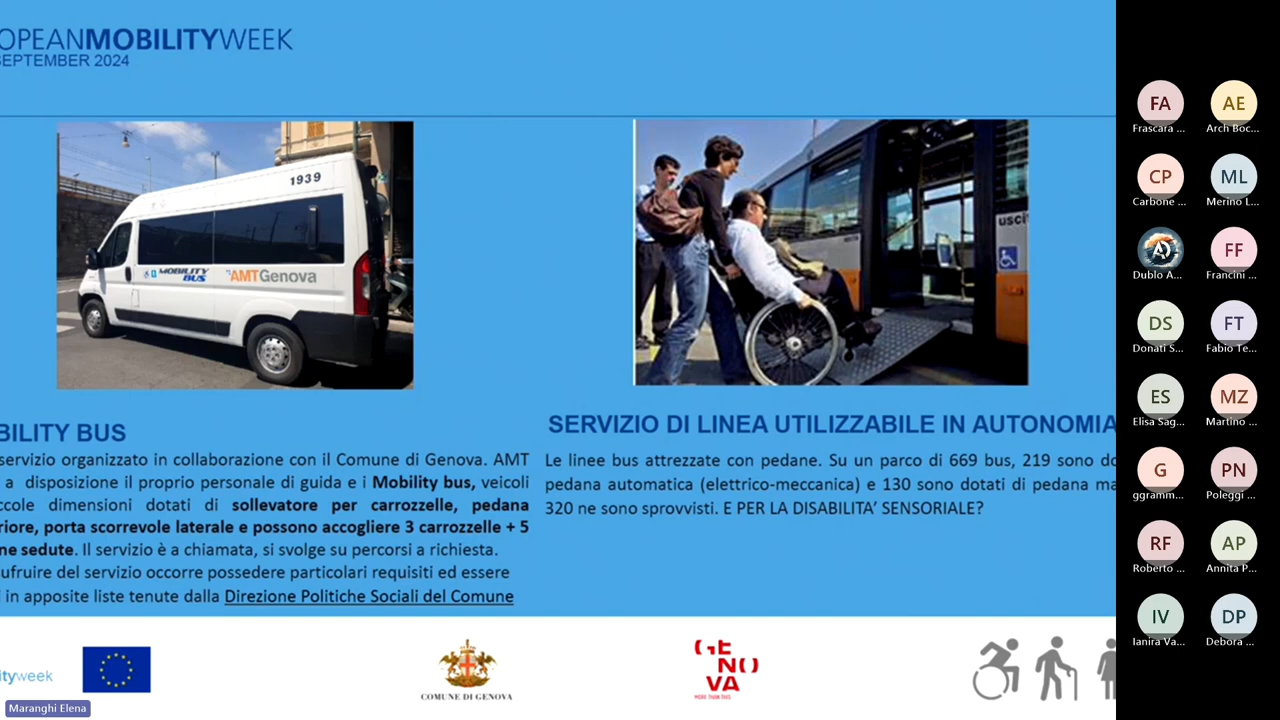 OPEANMOBILITYWEEK
SEPTEMBER 2024
1939
MOBILITY
BUS
AMTGenova
usci
BILITY BUS
servizio organizzato in collaborazione con il Comune di Genova. AMT
a disposizione il proprio personale di guida e i Mobility bus, veicoli
ccole dimensioni dotati di sollevatore per carrozzelle, pedana
riore, porta scorrevole laterale e possono accogliere 3 carrozzelle + 5
ne sedute. Il servizio è a chiamata, si svolge su percorsi a richiesta.
ufruire del servizio occorre possedere particolari requisiti ed essere
i in apposite liste tenute dalla Direzione Politiche Sociali del Comune
SERVIZIO DI LINEA UTILIZZABILE IN AUTONOMIA
Le linee bus attrezzate con pedane. Su un parco di 669 bus, 219 sono do
pedana automatica (elettrico-meccanica) e 130 sono dotati di pedana ma
320 ne sono sprovvisti. E PER LA DISABILITA' SENSORIALE?
ityweek
COMUNE DI GENOVA
GE
NO
VA
MORE THAN THIS
Maranghi Elena
FA
Frascara ...
AE
Arch Boc...
CP
Carbone ...
ML
Merino L...
Dublo A...
FF
Francini ...
DS
Donati S...
FT
Fabio Te...
ES
Elisa Sag...
MZ
Martino ...
G
ggramm...
PN
Poleggi ...
RF
Roberto ...
AP
Annita P...
IV
Ianira Va...
DP
Debora ...